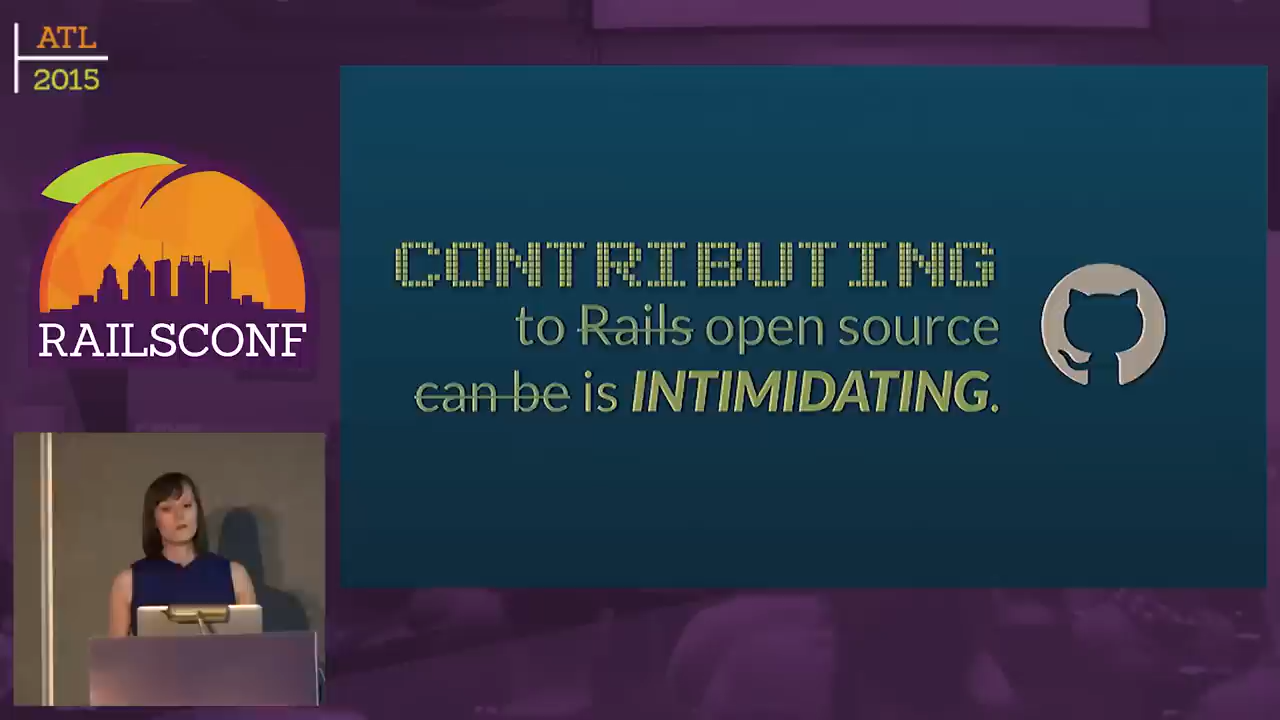 ATL
2015
RAILSCONF
CONTRIBUTING
to Rails open source
can be is INTIMIDATING.